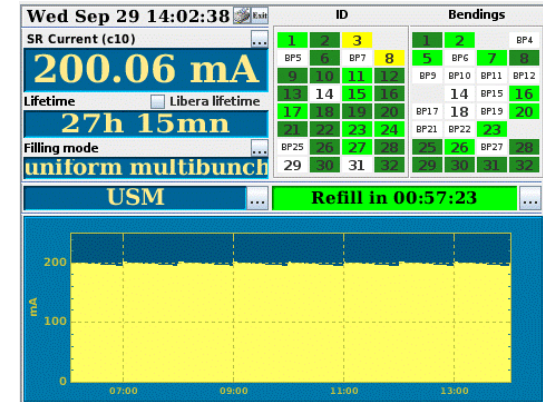 Wed Sep 29 14:02:38 Exit
SR Current (c10) ...
200.06 mA
Lifetime Libera lifetime
27h 15mn
Filling mode ...
uniform multibunch
USM ...
ID
1 2 3
BP5 6 BP7 8
9 10 11 12
13 14 15 16
17 18 19 20
21 22 23 24
BP25 26 27 28
29 30 31 32
Bendings
1 2 BP4
5 BP6 7 8
BP9 BP10 BP11 BP12
14 BP15 16
BP17 18 BP19 20
BP21 BP22 23
25 26 BP27 28
29 30 31 32
Refill in 00:57:23 ...
mA
200
100
0
07:00 09:00 11:00 13:00